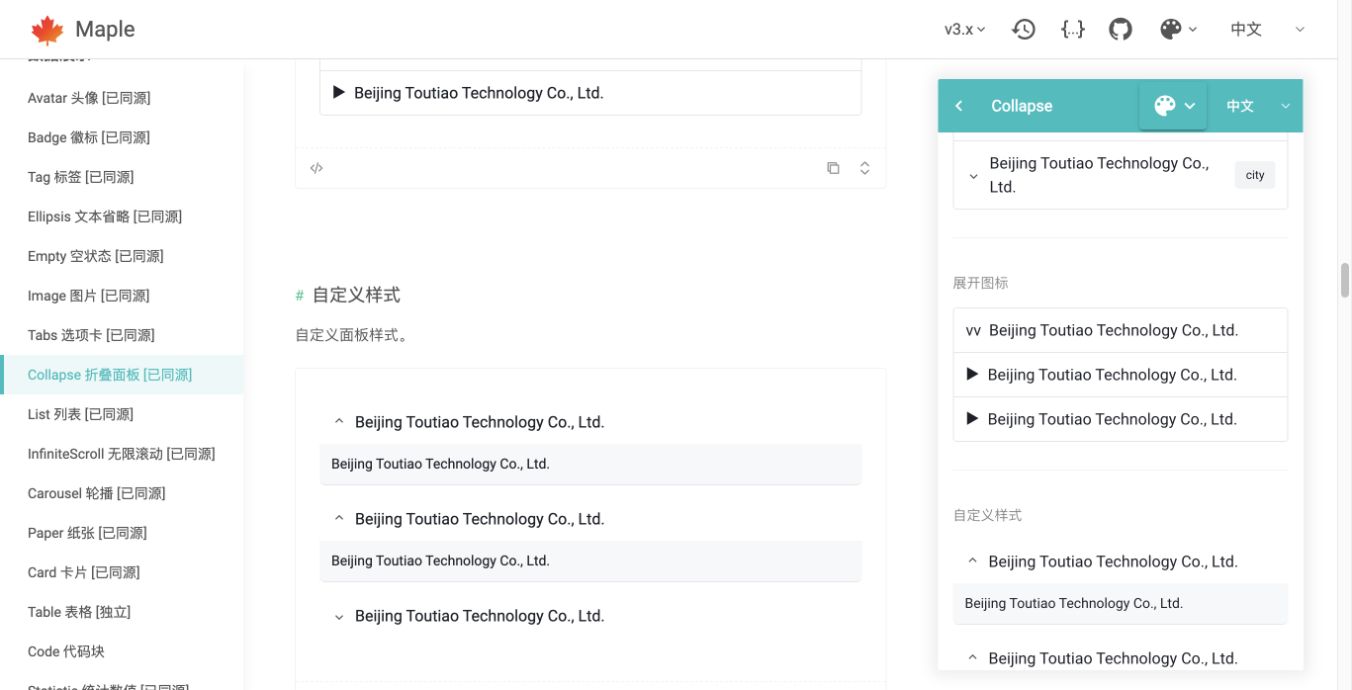 Maple
v3.x
中文
Avatar 头像 [已同源]
Badge 徽标 [已同源]
Tag 标签 [已同源]
Ellipsis 文本省略 [已同源]
Empty 空状态 [已同源]
Image 图片 [已同源]
Tabs 选项卡 [已同源]
Collapse 折叠面板 [已同源]
List 列表 [已同源]
InfiniteScroll 无限滚动 [已同源]
Carousel 轮播 [已同源]
Paper 纸张 [已同源]
Card 卡片 [已同源]
Table 表格 [独立]
Code 代码块
Statistic 统计数值 [已同源]
Beijing Toutiao Technology Co., Ltd.
# 自定义样式
自定义面板样式。
Beijing Toutiao Technology Co., Ltd.
Beijing Toutiao Technology Co., Ltd.
Beijing Toutiao Technology Co., Ltd.
Beijing Toutiao Technology Co., Ltd.
Beijing Toutiao Technology Co., Ltd.
Collapse
中文
Beijing Toutiao Technology Co.,
Ltd.
city
展开图标
vv Beijing Toutiao Technology Co., Ltd.
Beijing Toutiao Technology Co., Ltd.
Beijing Toutiao Technology Co., Ltd.
自定义样式
Beijing Toutiao Technology Co., Ltd.
Beijing Toutiao Technology Co., Ltd.
Beijing Toutiao Technology Co., Ltd.